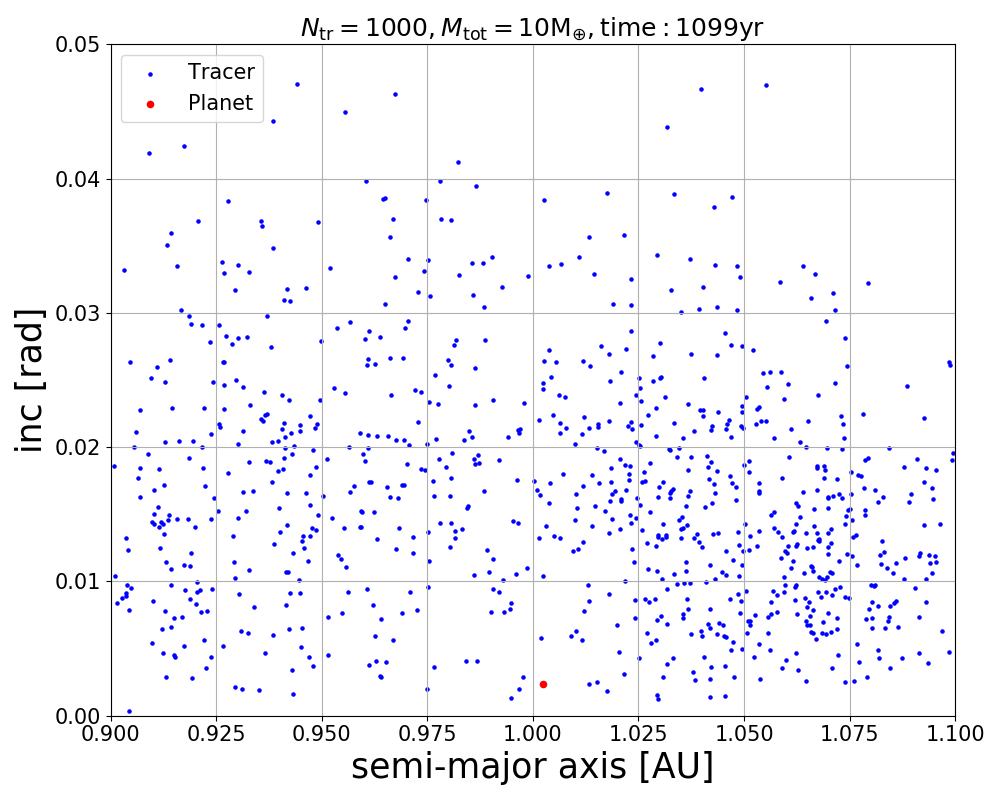 N_tr = 1000, M_tot = 10M_⊕, time : 1099yr
0.05
Tracer
Planet
0.04
0.03
inc [rad]
0.02
0.01
0.00
0.900 0.925 0.950 0.975 1.000 1.025 1.050 1.075 1.100
semi-major axis [AU]